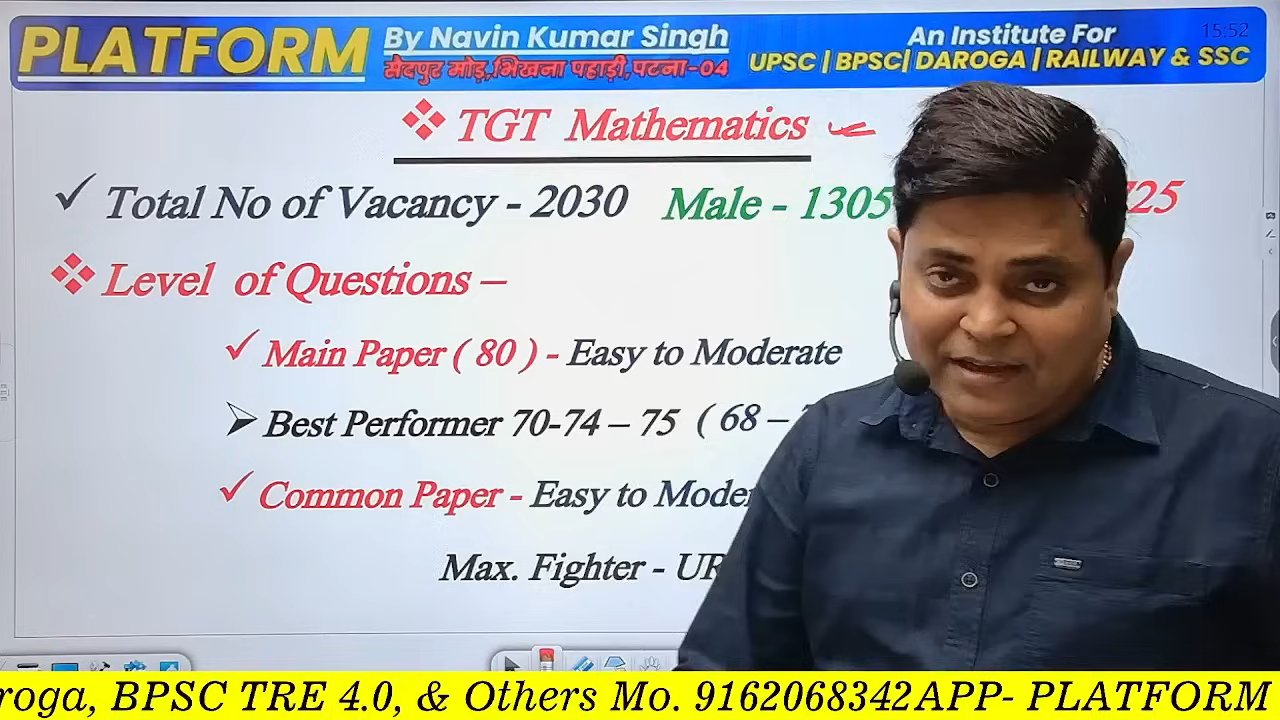 PLATFORM By Navin Kumar Singh An Institute For 15:52
सैदपुर मोड़,भिखना पहाड़ी,पटना-04 UPSC | BPSC| DAROGA | RAILWAY & SSC
❖ TGT Mathematics
✓ Total No of Vacancy - 2030 Male - 1305 725
❖ Level of Questions –
✓ Main Paper ( 80 ) - Easy to Moderate
➢ Best Performer 70-74 – 75 ( 68 –
✓ Common Paper - Easy to Moder
Max. Fighter - UR
roga, BPSC TRE 4.0, & Others Mo. 9162068342APP- PLATFORM